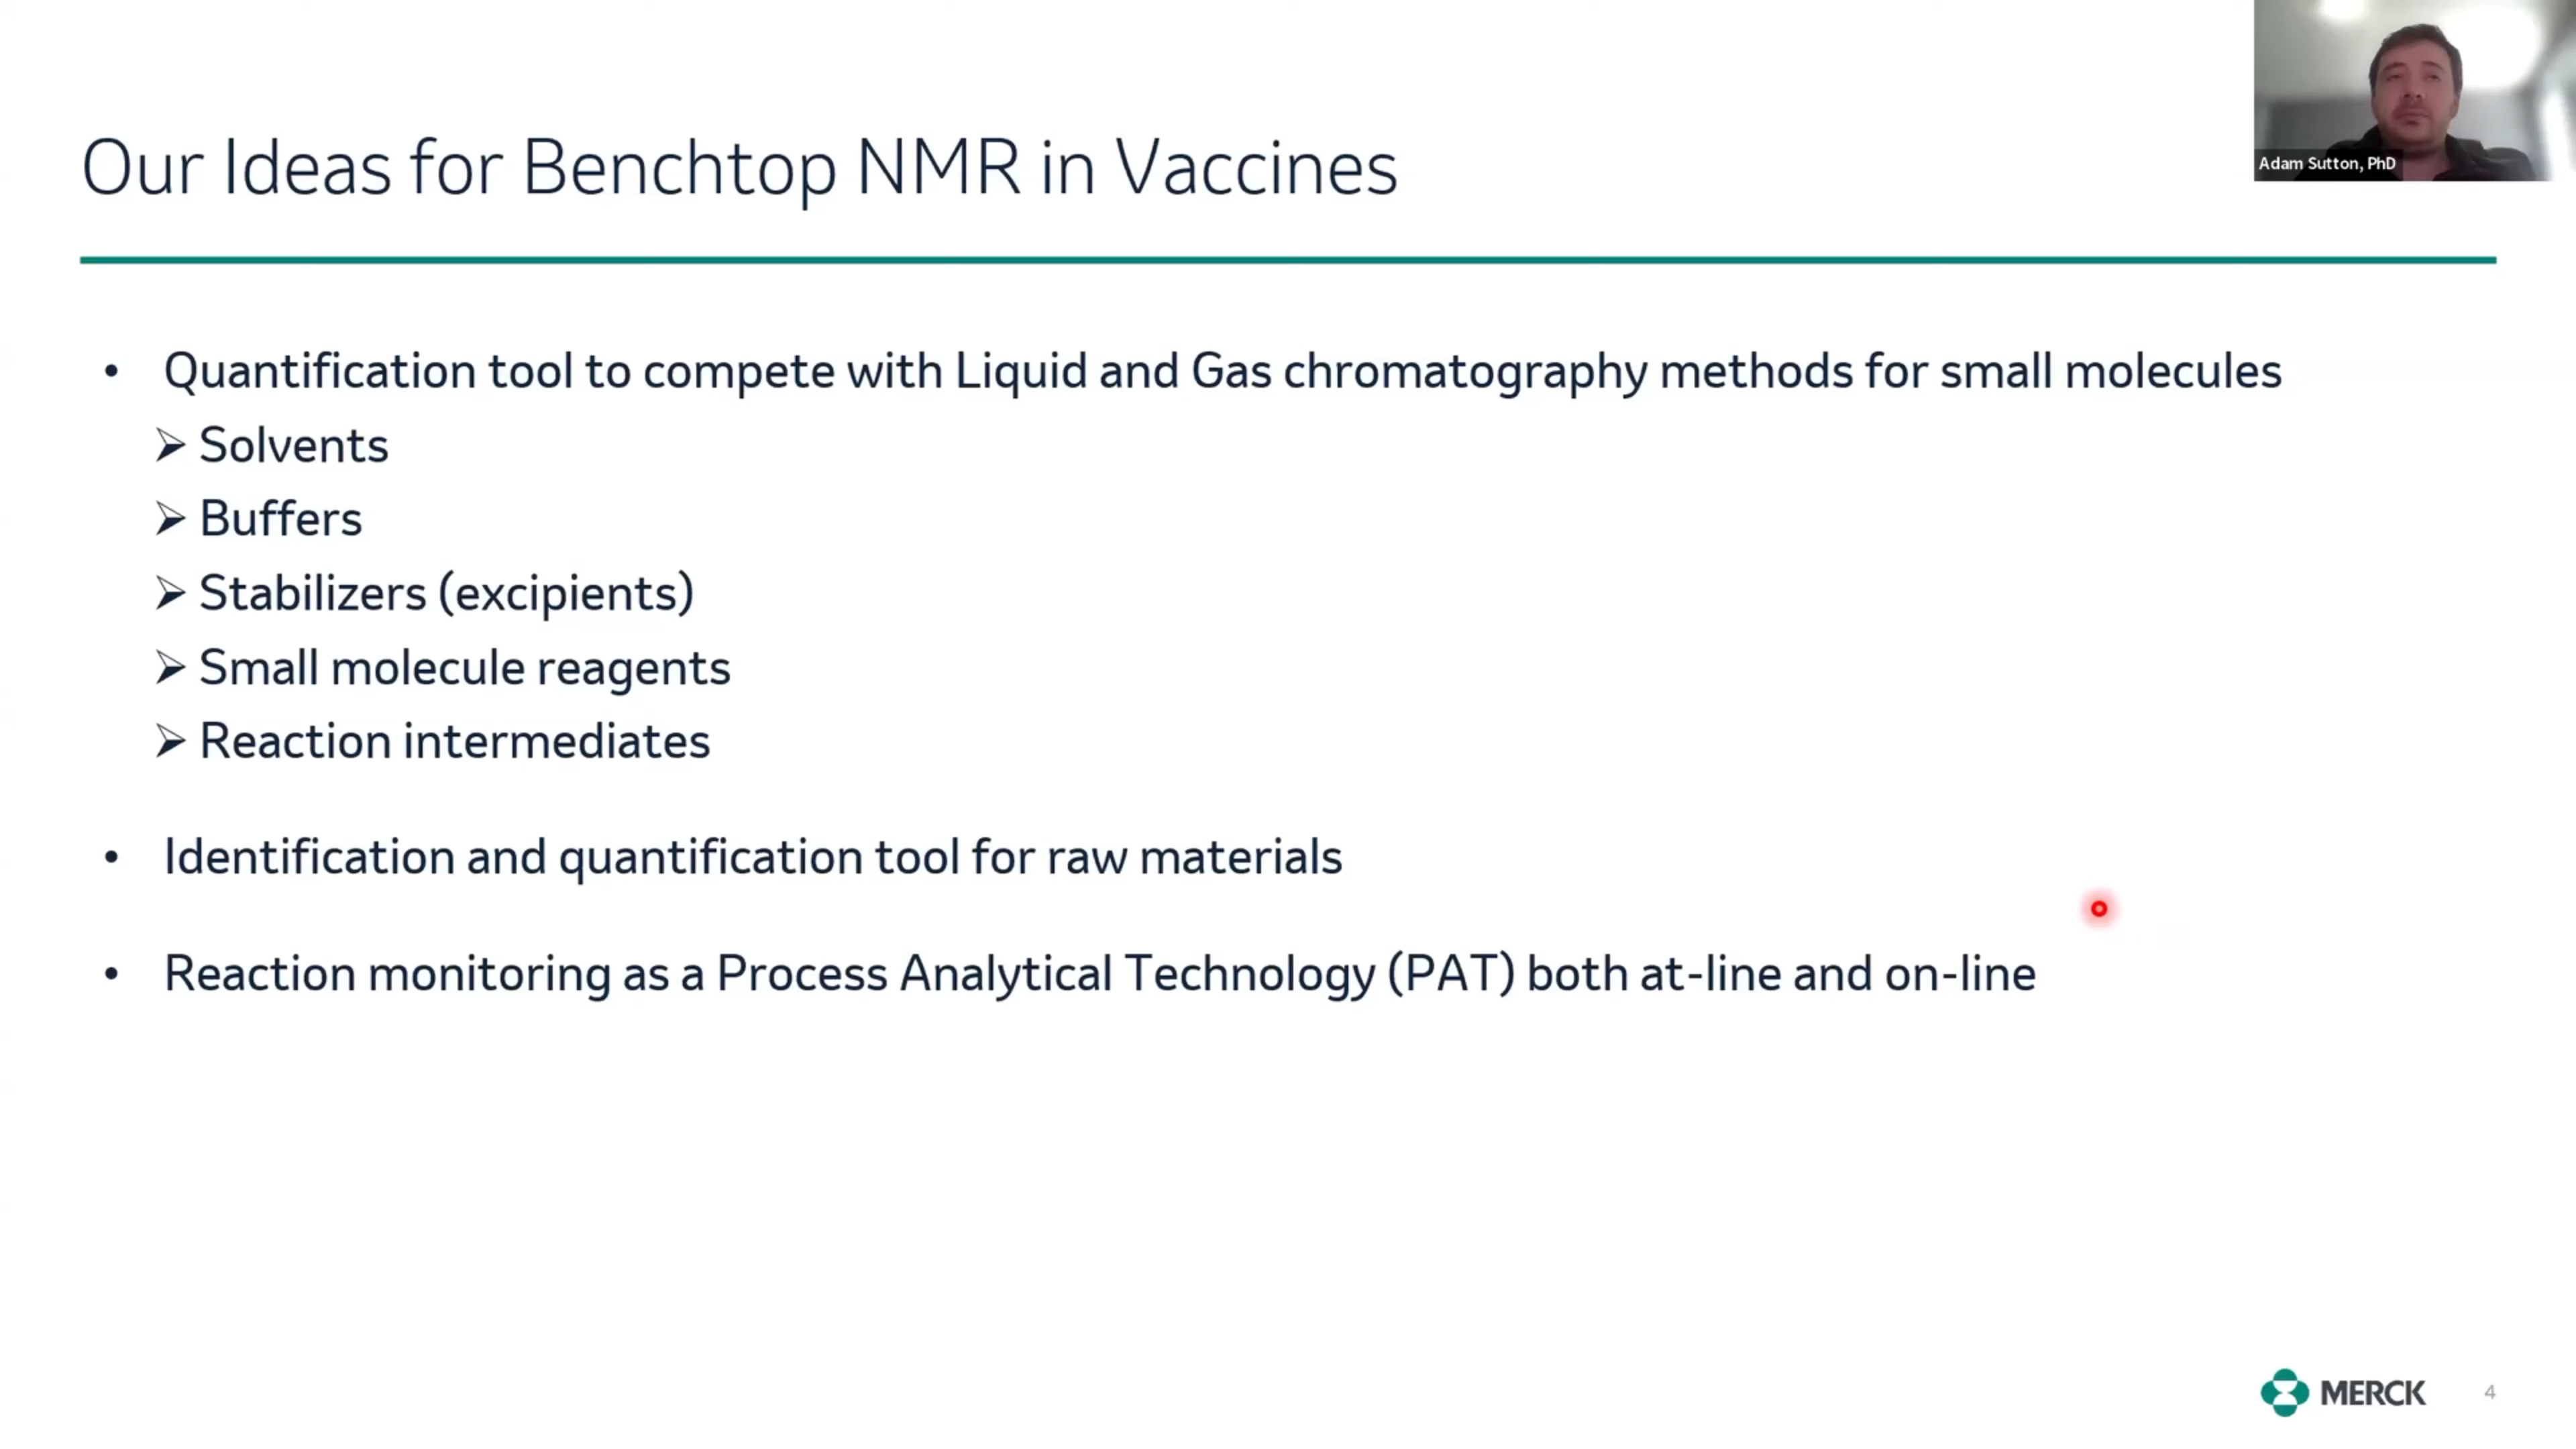 Adam Sutton, PhD
Our Ideas for Benchtop NMR in Vaccines
• Quantification tool to compete with Liquid and Gas chromatography methods for small molecules
➢ Solvents
➢ Buffers
➢ Stabilizers (excipients)
➢ Small molecule reagents
➢ Reaction intermediates
• Identification and quantification tool for raw materials
• Reaction monitoring as a Process Analytical Technology (PAT) both at-line and on-line
MERCK
4